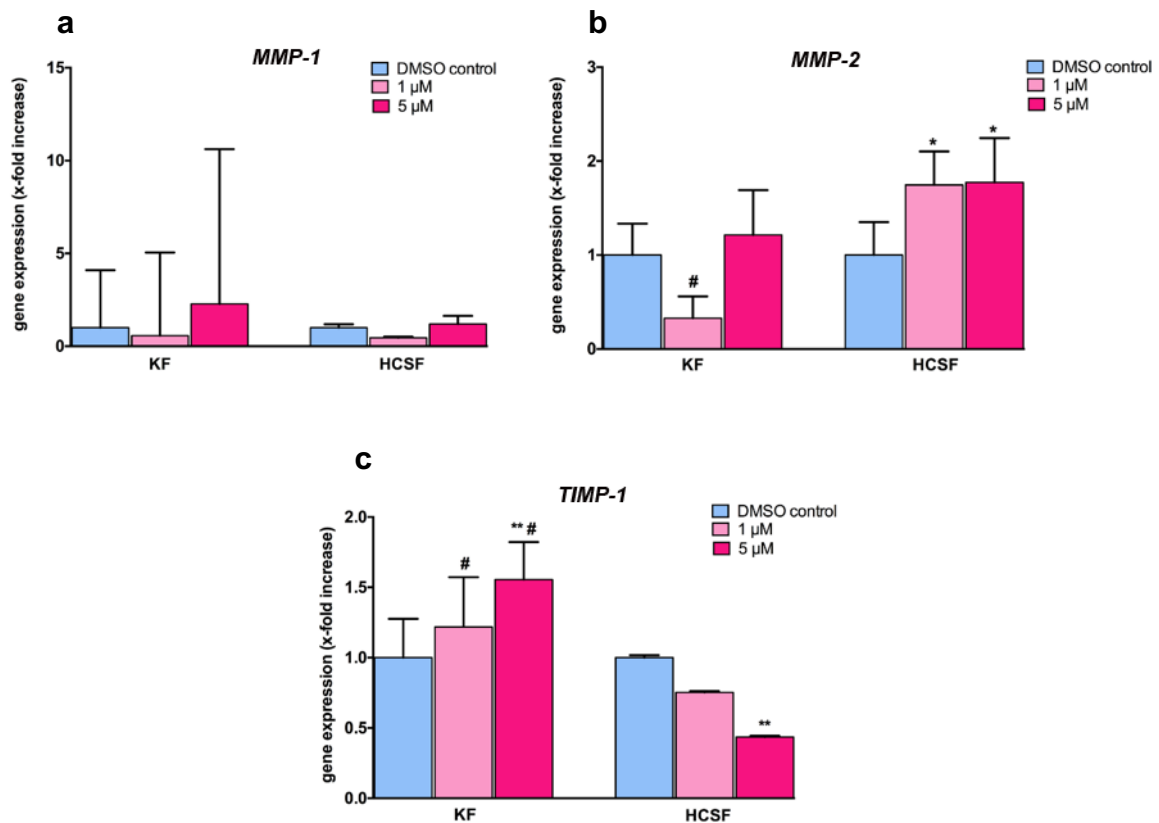 a
MMP-1
DMSO control
1 µM
5 µM
gene expression (x-fold increase)
15
10
5
0
KF HCSF
b
MMP-2
DMSO control
1 µM
5 µM
gene expression (x-fold increase)
3
2
1
0
#
*
*
KF HCSF
c
TIMP-1
DMSO control
1 µM
5 µM
gene expression (x-fold increase)
2.0
1.5
1.0
0.5
0.0
#
** #
**
KF HCSF